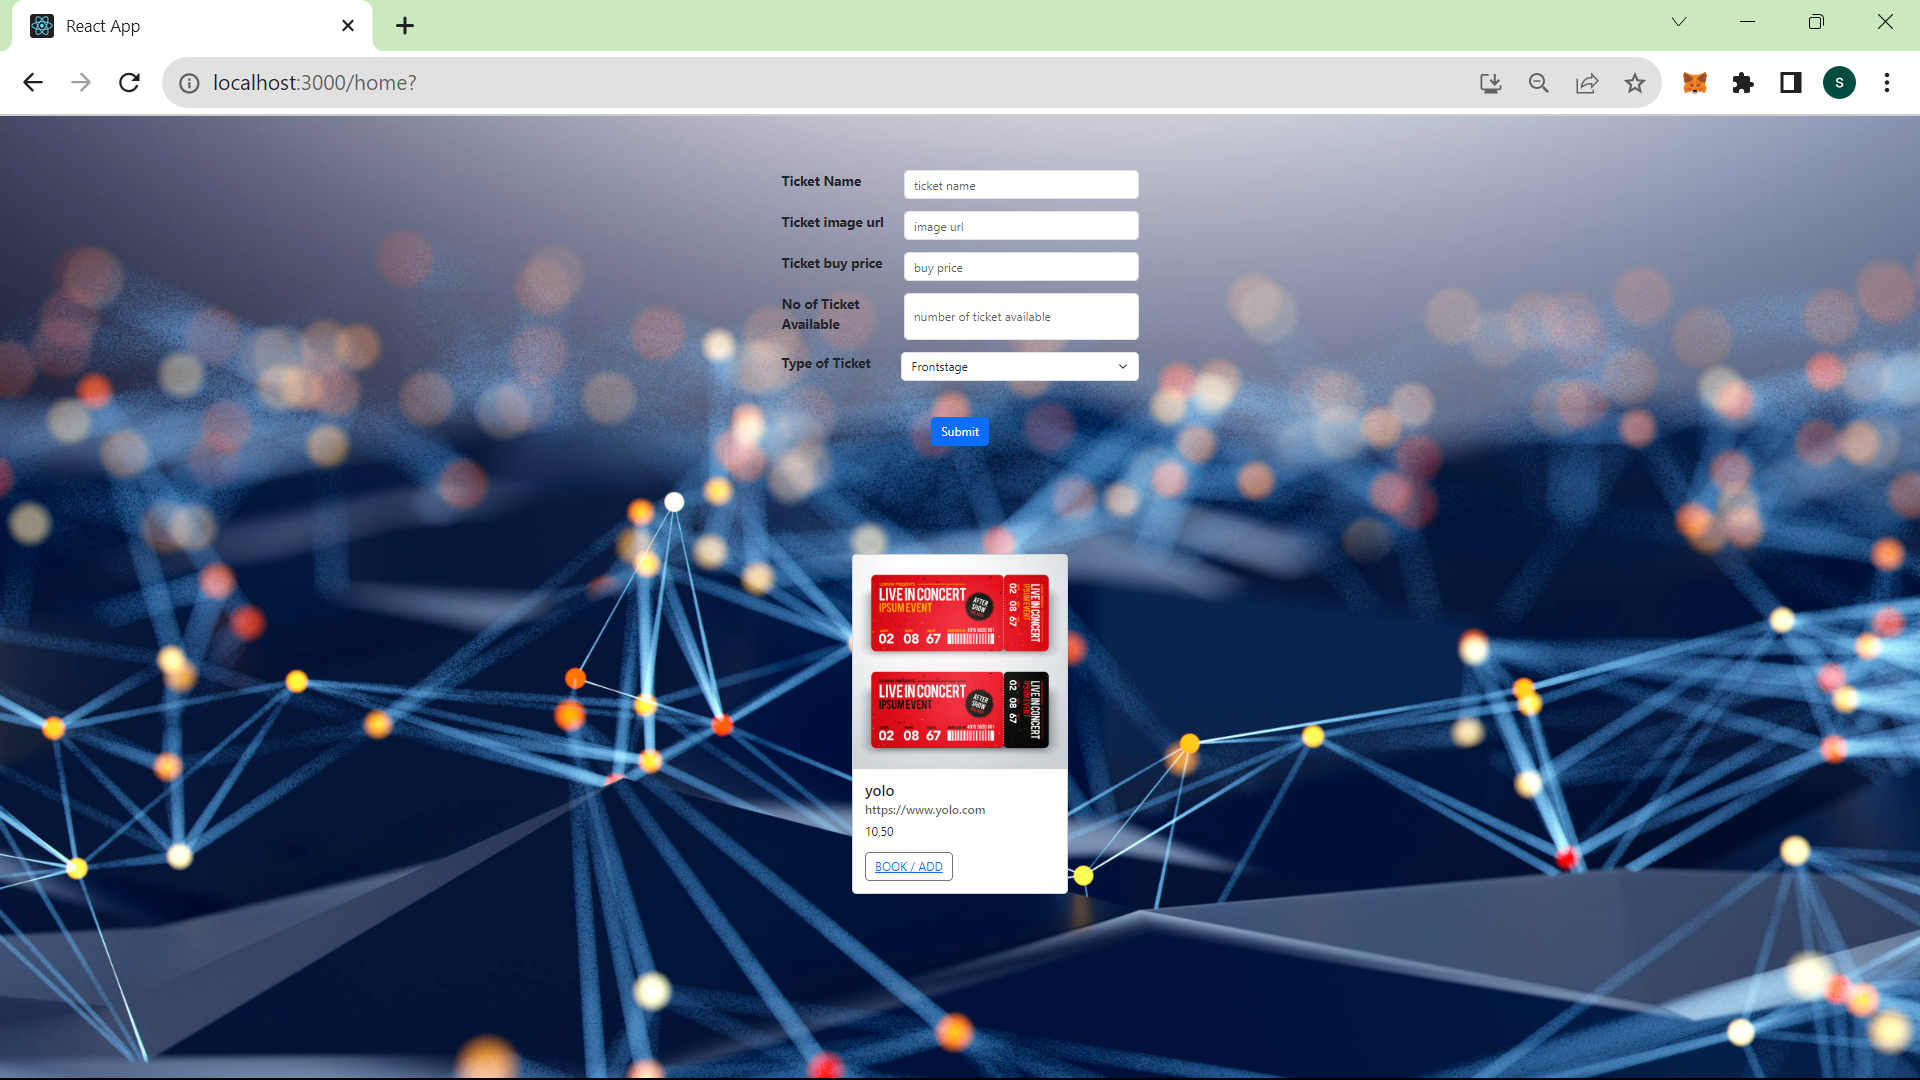 React App
localhost:3000/home?
S
Ticket Name
ticket name
Ticket image url
image url
Ticket buy price
buy price
No of Ticket
Available
number of ticket available
Type of Ticket
Frontstage
Submit
LIVE IN CONCERT
IPSUM EVENT
AFTER
SHOW
02 08 67
LIVE IN CONCERT
IPSUM EVENT
02 08 67
LIVE IN CONCERT
IPSUM EVENT
AFTER
SHOW
02 08 67
LIVE IN CONCERT
02 08 67
yolo
https://www.yolo.com
10,50
BOOK / ADD